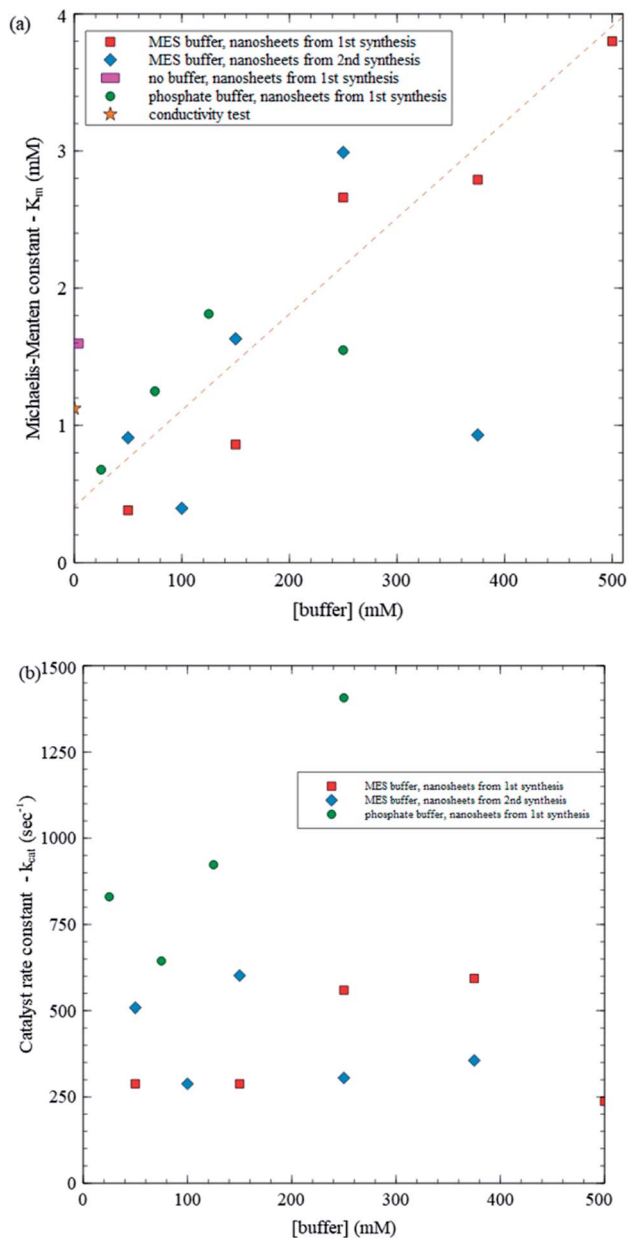 (a)
MES buffer, nanosheets from 1st synthesis
MES buffer, nanosheets from 2nd synthesis
no buffer, nanosheets from 1st synthesis
phosphate buffer, nanosheets from 1st synthesis
conductivity test
Michaelis-Menten constant - Km (mM)
4
3
2
1
0
0 100 200 300 400 500
[buffer] (mM)
(b)
MES buffer, nanosheets from 1st synthesis
MES buffer, nanosheets from 2nd synthesis
phosphate buffer, nanosheets from 1st synthesis
Catalyst rate constant - kcat (sec-1)
1500
1250
1000
750
500
250
0
0 100 200 300 400 500
[buffer] (mM)